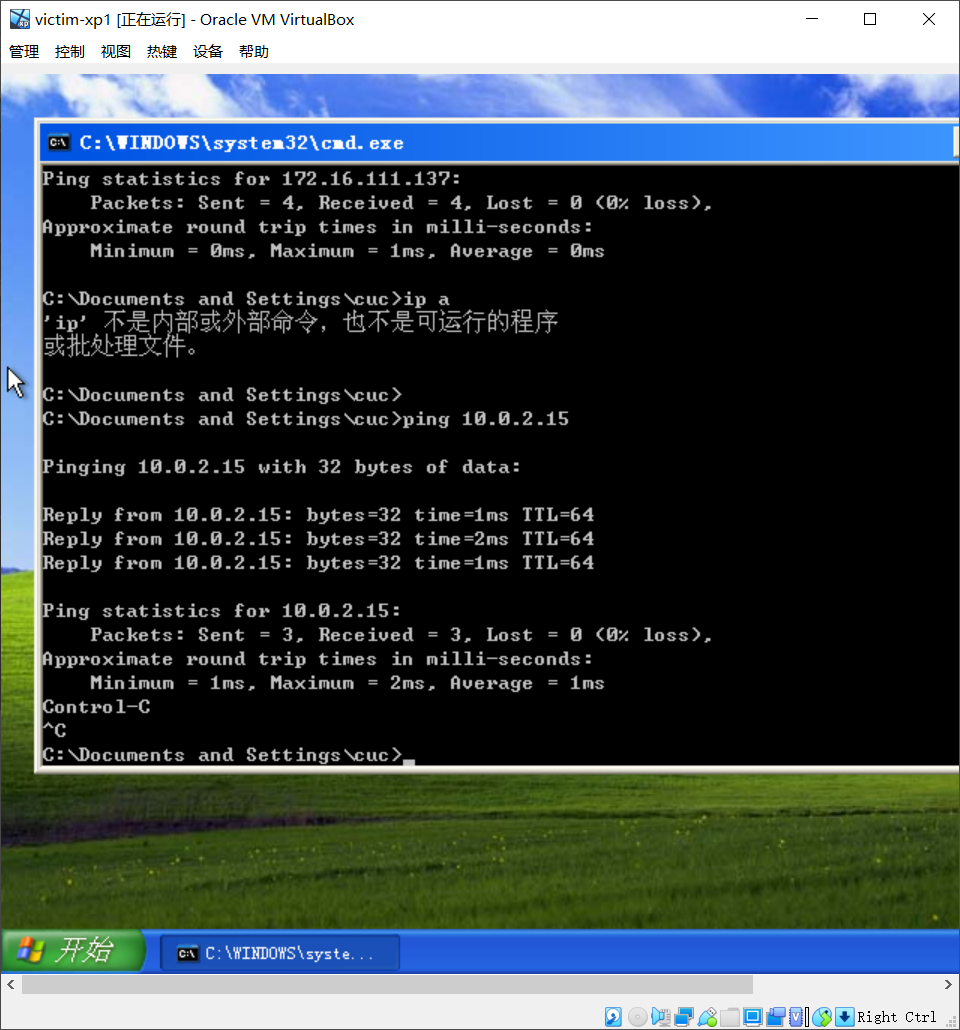 victim-xp1 [正在运行] - Oracle VM VirtualBox
管理 控制 视图 热键 设备 帮助
C:\WINDOWS\system32\cmd.exe
Ping statistics for 172.16.111.137:
    Packets: Sent = 4, Received = 4, Lost = 0 (0% loss),
Approximate round trip times in milli-seconds:
    Minimum = 0ms, Maximum = 1ms, Average = 0ms
C:\Documents and Settings\cuc>ip a
'ip' 不是内部或外部命令，也不是可运行的程序
或批处理文件。
C:\Documents and Settings\cuc>
C:\Documents and Settings\cuc>ping 10.0.2.15
Pinging 10.0.2.15 with 32 bytes of data:
Reply from 10.0.2.15: bytes=32 time=1ms TTL=64
Reply from 10.0.2.15: bytes=32 time=2ms TTL=64
Reply from 10.0.2.15: bytes=32 time=1ms TTL=64
Ping statistics for 10.0.2.15:
    Packets: Sent = 3, Received = 3, Lost = 0 (0% loss),
Approximate round trip times in milli-seconds:
    Minimum = 1ms, Maximum = 2ms, Average = 1ms
Control-C
^C
C:\Documents and Settings\cuc>_
开始 C:\WINDOWS\syste...
Right Ctrl